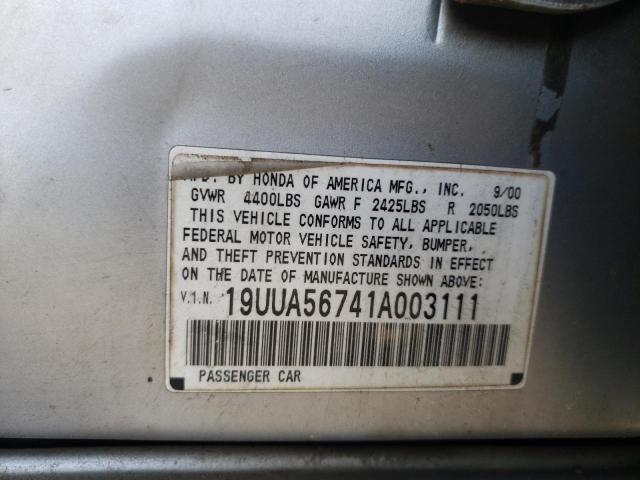 BY HONDA OF AMERICA MFG., INC. 9/00
GVWR 4400LBS GAWR F 2425LBS R 2050LBS
THIS VEHICLE CONFORMS TO ALL APPLICABLE
FEDERAL MOTOR VEHICLE SAFETY, BUMPER,
AND THEFT PREVENTION STANDARDS IN EFFECT
ON THE DATE OF MANUFACTURE SHOWN ABOVE:
V.I.N. 19UUA56741A003111
PASSENGER CAR